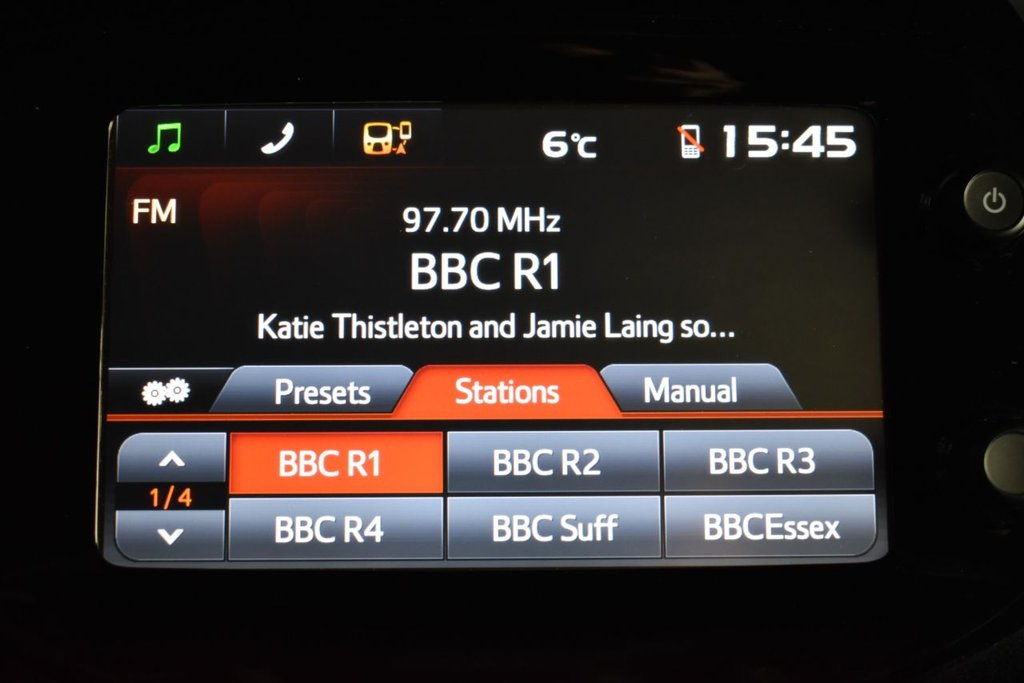 6°C 15:45
FM
97.70 MHz
BBC R1
Katie Thistleton and Jamie Laing so...
Presets Stations Manual
BBC R1 BBC R2 BBC R3
1/4
BBC R4 BBC Suff BBCEssex